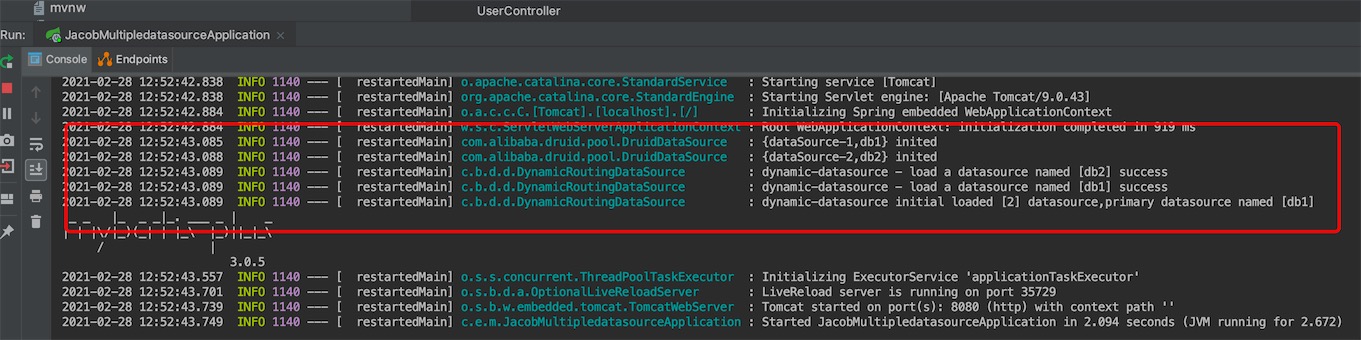 mvnw
UserController
Run:
JacobMultipledatasourceApplication ×
Console
Endpoints
2021-02-28 12:52:42.838  INFO 1140 --- [  restartedMain] o.apache.catalina.core.StandardService   : Starting service [Tomcat]
2021-02-28 12:52:42.838  INFO 1140 --- [  restartedMain] org.apache.catalina.core.StandardEngine  : Starting Servlet engine: [Apache Tomcat/9.0.43]
2021-02-28 12:52:42.884  INFO 1140 --- [  restartedMain] o.a.c.c.C.[Tomcat].[localhost].[/]       : Initializing Spring embedded WebApplicationContext
2021-02-28 12:52:42.884  INFO 1140 --- [  restartedMain] w.s.c.ServletWebServerApplicationContext : Root WebApplicationContext: initialization completed in 919 ms
2021-02-28 12:52:43.085  INFO 1140 --- [  restartedMain] com.alibaba.druid.pool.DruidDataSource   : {dataSource-1,db1} inited
2021-02-28 12:52:43.088  INFO 1140 --- [  restartedMain] com.alibaba.druid.pool.DruidDataSource   : {dataSource-2,db2} inited
2021-02-28 12:52:43.089  INFO 1140 --- [  restartedMain] c.b.d.d.DynamicRoutingDataSource         : dynamic-datasource - load a datasource named [db2] success
2021-02-28 12:52:43.089  INFO 1140 --- [  restartedMain] c.b.d.d.DynamicRoutingDataSource         : dynamic-datasource - load a datasource named [db1] success
2021-02-28 12:52:43.089  INFO 1140 --- [  restartedMain] c.b.d.d.DynamicRoutingDataSource         : dynamic-datasource initial loaded [2] datasource,primary datasource named [db1]
3.0.5
2021-02-28 12:52:43.557  INFO 1140 --- [  restartedMain] o.s.s.concurrent.ThreadPoolTaskExecutor  : Initializing ExecutorService 'applicationTaskExecutor'
2021-02-28 12:52:43.701  INFO 1140 --- [  restartedMain] o.s.b.d.a.OptionalLiveReloadServer       : LiveReload server is running on port 35729
2021-02-28 12:52:43.739  INFO 1140 --- [  restartedMain] o.s.b.w.embedded.tomcat.TomcatWebServer  : Tomcat started on port(s): 8080 (http) with context path ''
2021-02-28 12:52:43.749  INFO 1140 --- [  restartedMain] c.e.m.JacobMultipledatasourceApplication : Started JacobMultipledatasourceApplication in 2.094 seconds (JVM running for 2.672)